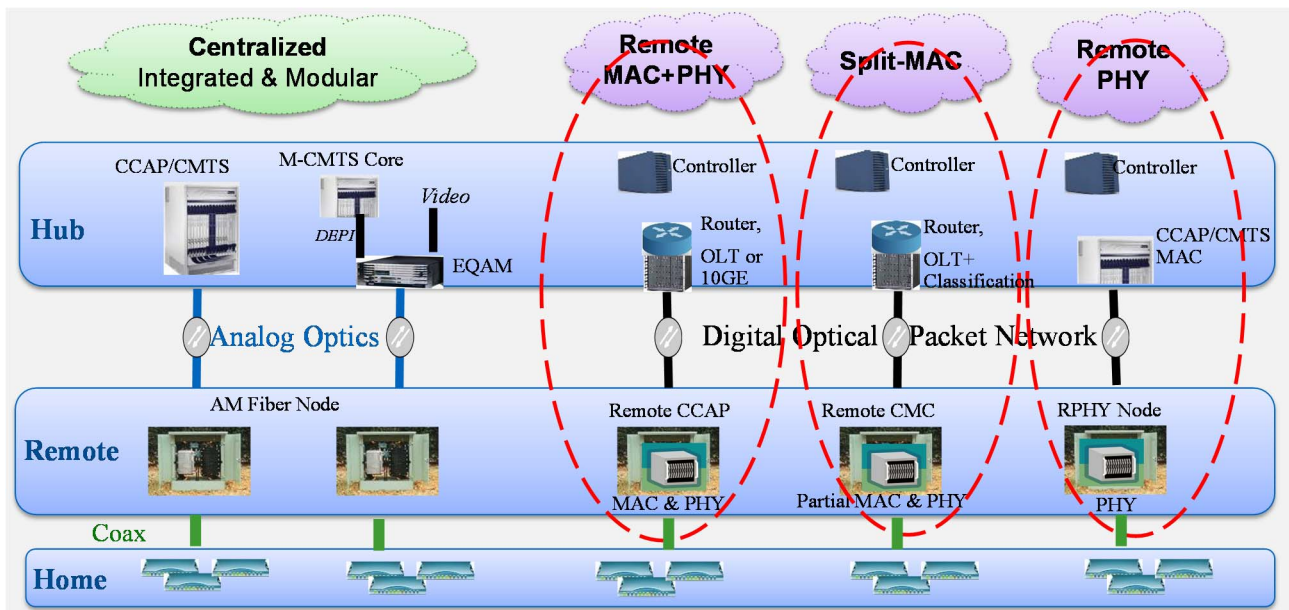 Centralized
Integrated & Modular
Remote
MAC+PHY
Split-MAC
Remote
PHY
Hub
CCAP/CMTS
M-CMTS Core
Video
DEPI
EQAM
Controller
Router,
OLT or
10GE
Controller
Router,
OLT+
Classification
Controller
CCAP/CMTS
MAC
Analog Optics
Digital Optical Packet Network
Remote
AM Fiber Node
Remote CCAP
MAC & PHY
Remote CMC
Partial MAC & PHY
RPHY Node
PHY
Coax
Home